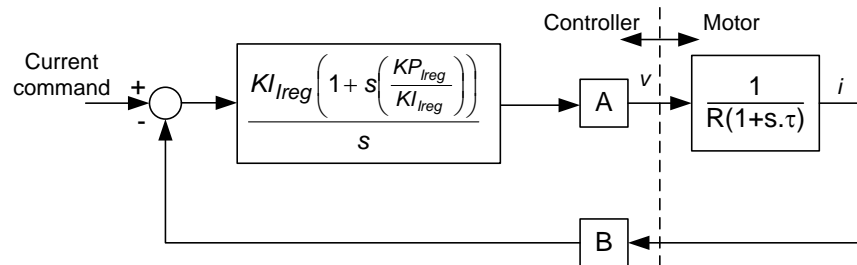 Controller Motor
Current
command
+
-
KI_Ireg(1 + s(KP_Ireg/KI_Ireg))
s
A
v
1
R(1+s.τ)
i
B